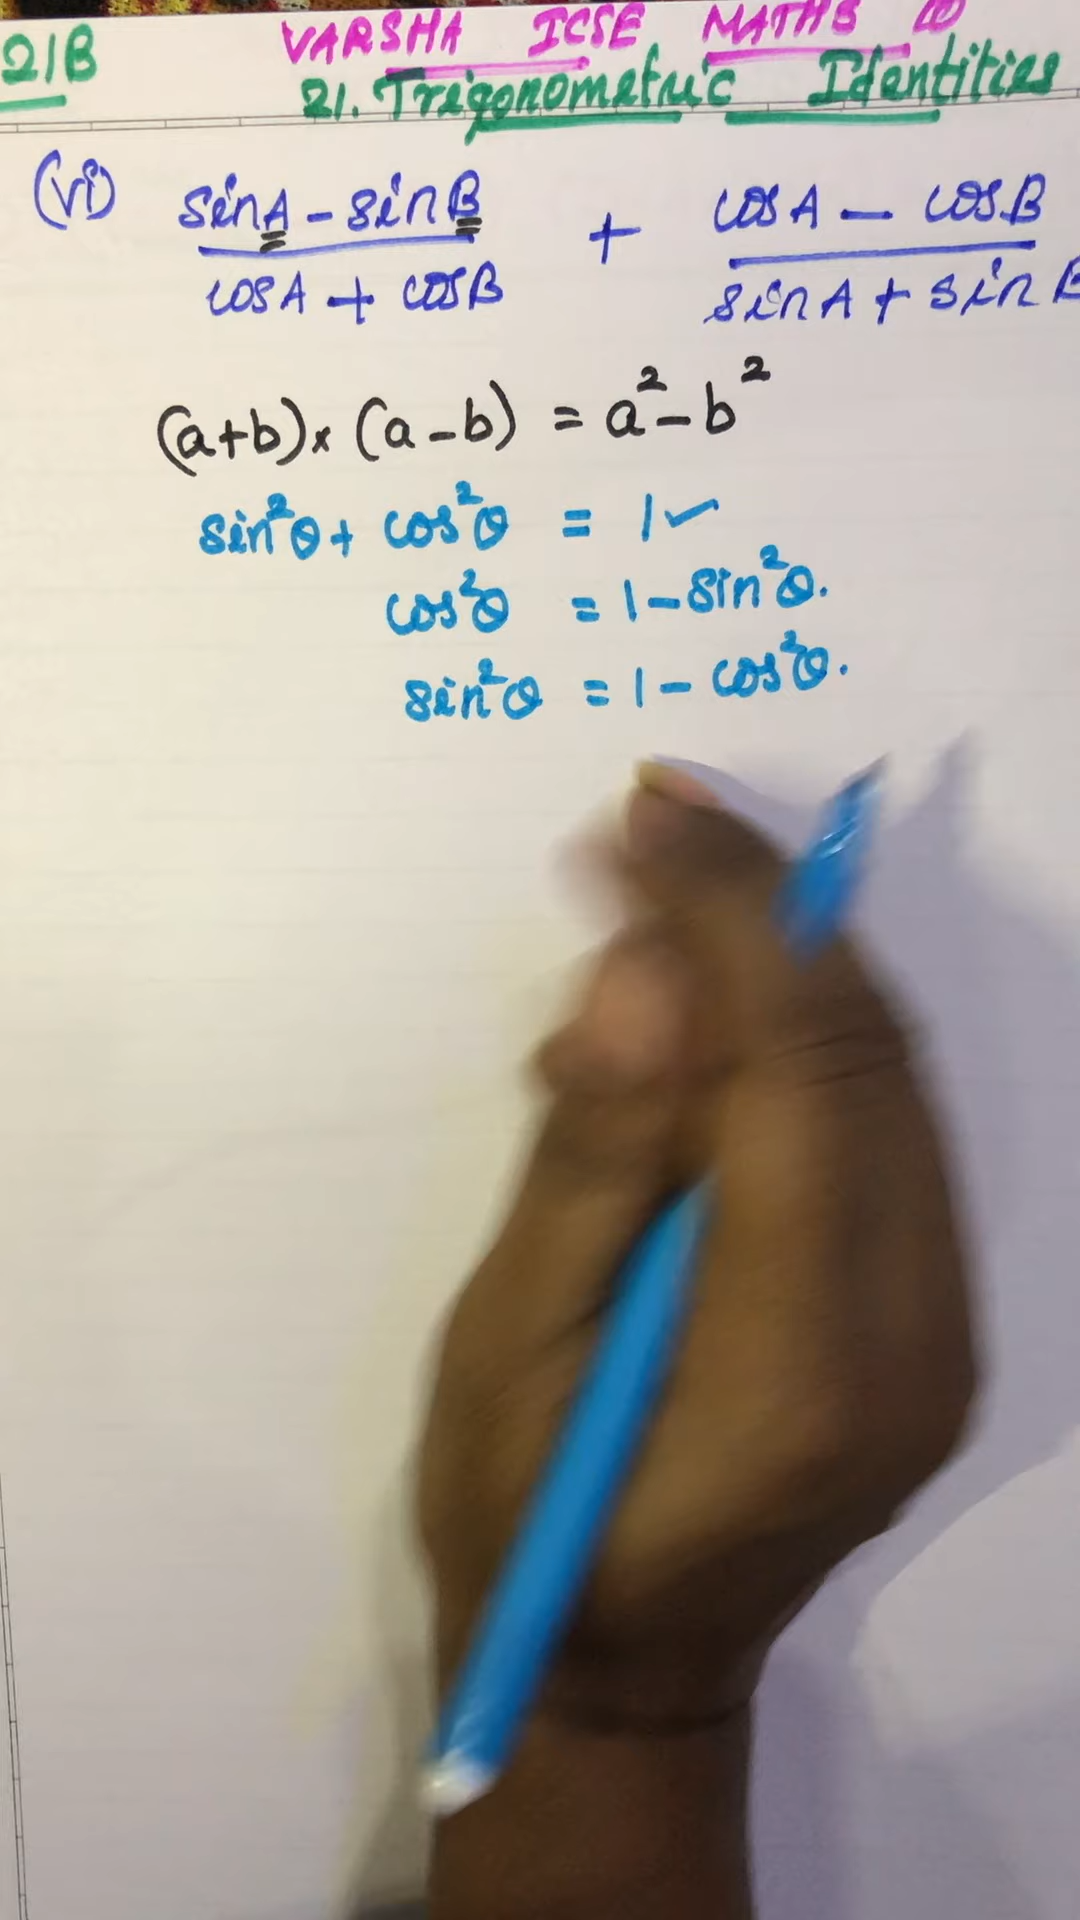 21B VARSHA ICSE MATHS 10
21. Trigonometric Identities
(vi) sinA - sinB + cosA - cosB
cosA + cosB sinA + sin B
(a+b)×(a-b) = a²-b²
sin²θ + cos²θ = 1✓
cos²θ = 1-sin²θ.
sin²θ = 1 - cos²θ.